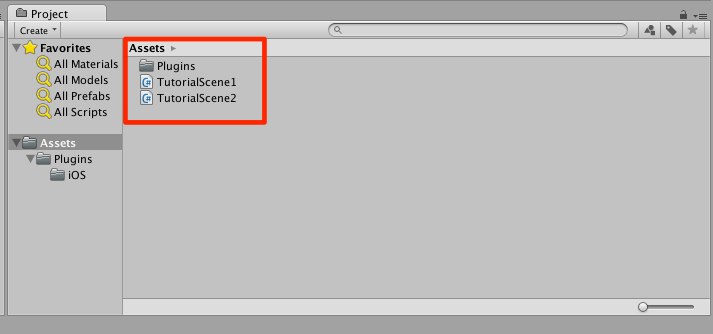 Project
Create
Favorites
All Materials
All Models
All Prefabs
All Scripts
Assets
Plugins
iOS
Assets
Plugins
C# TutorialScene1
C# TutorialScene2